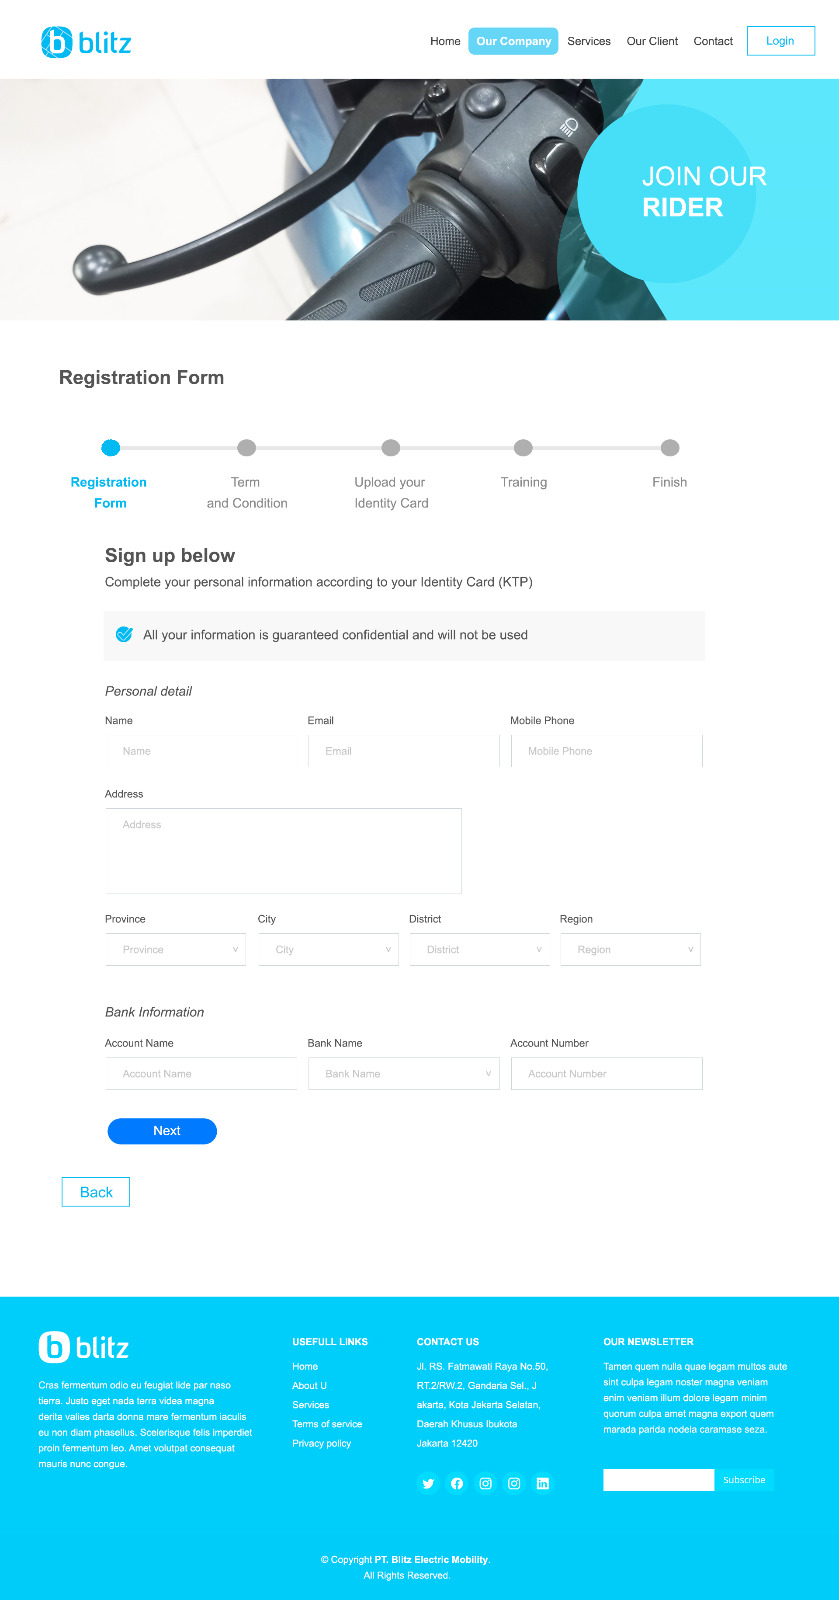 blitz
Home Our Company Services Our Client Contact Login
JOIN OUR
RIDER
Registration Form
Registration Form
Term and Condition
Upload your Identity Card
Training
Finish
Sign up below
Complete your personal information according to your Identity Card (KTP)
All your information is guaranteed confidential and will not be used
Personal detail
Name Email Mobile Phone
Name Email Mobile Phone
Address
Address
Province City District Region
Province v City v District v Region v
Bank Information
Account Name Bank Name Account Number
Account Name Bank Name v Account Number
Next
Back
b blitz
Cras fermentum odio eu feugiat lide par naso
tierra. Justo eget nada terra videa magna
derita valies darta donna mare fermentum iaculis
eu non diam phasellus. Scelerisque felis imperdiet
proin fermentum leo. Amet volutpat consequat
mauris nunc congue.
USEFULL LINKS
Home
About U
Services
Terms of service
Privacy policy
CONTACT US
Jl. RS. Fatmawati Raya No.50,
RT.2/RW.2, Gandaria Sel., J
akarta, Kota Jakarta Selatan,
Daerah Khusus Ibukota
Jakarta 12420
OUR NEWSLETTER
Tamen quem nulla quae legam multos aute
sint culpa legam noster magna veniam
enim veniam illum dolore legam minim
quorum culpa amet magna export quem
marada parida nodela caramase seza.
Subscribe
© Copyright PT. Blitz Electric Mobility.
All Rights Reserved.